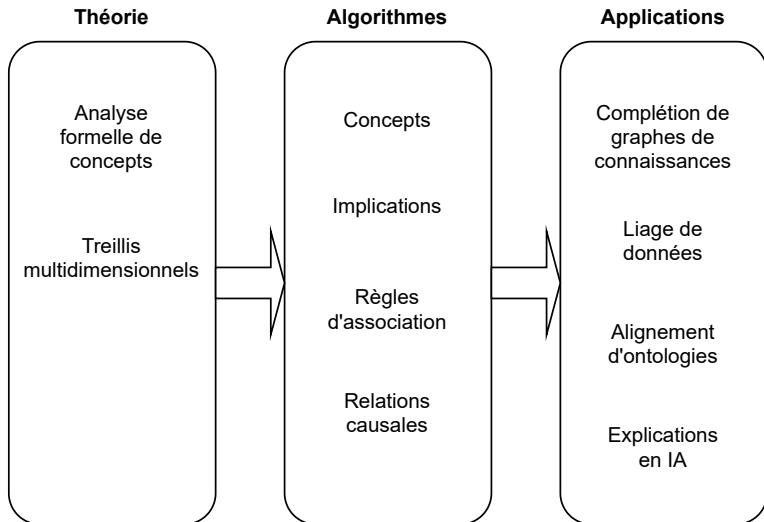 Théorie
Analyse
formelle de
concepts
Treillis
multidimensionnels
Algorithmes
Concepts
Implications
Règles
d'association
Relations
causales
Applications
Complétion de
graphes de
connaissances
Liage de
données
Alignement
d'ontologies
Explications
en IA